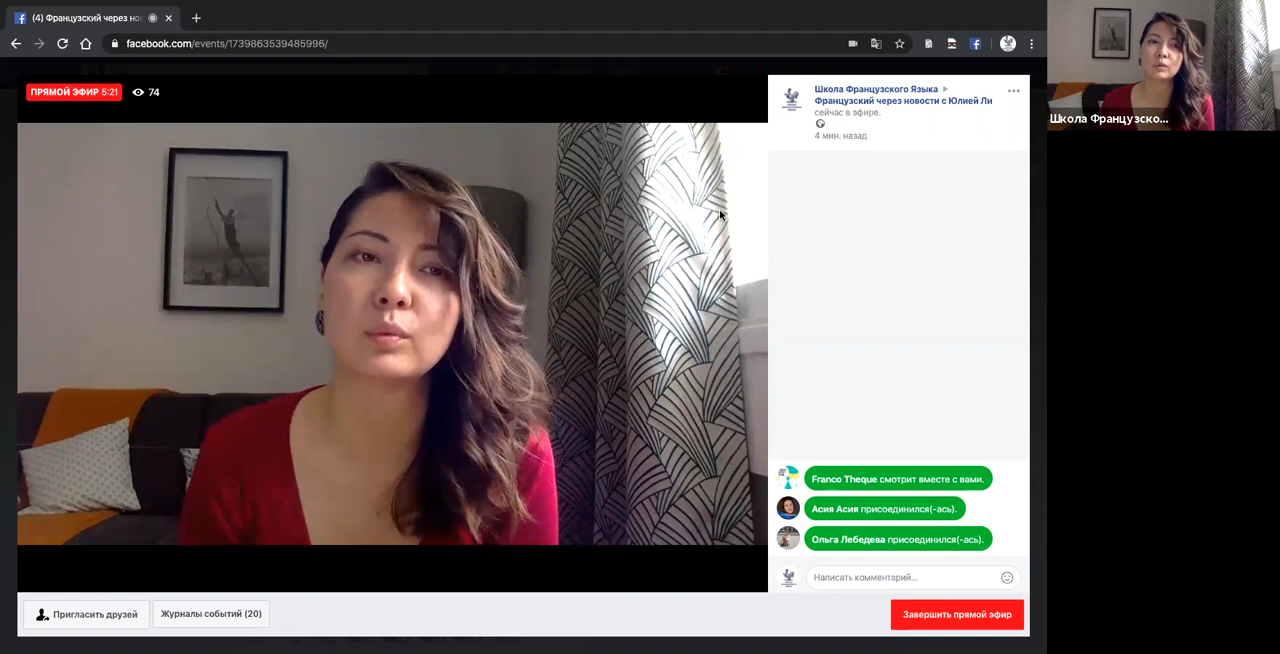 (4) Французский через но
facebook.com/events/1739863539485996/
ПРЯМОЙ ЭФИР 5:21
74
Школа Французского Языка
Французский через новости с Юлией Ли
сейчас в эфире.
4 мин. назад
Школа Французско...
Franco Theque смотрит вместе с вами.
Асия Асия присоединился(-ась).
Ольга Лебедева присоединился(-ась).
Написать комментарий...
Пригласить друзей
Журналы событий (20)
Завершить прямой эфир